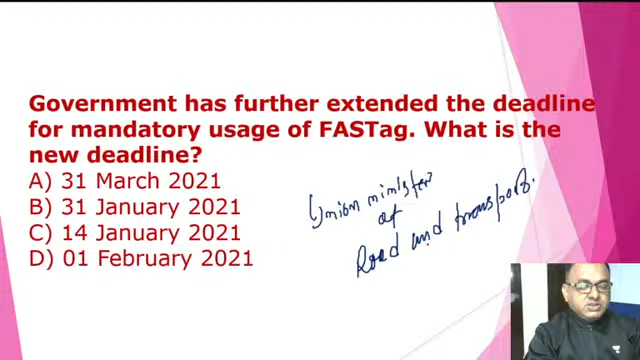 Government has further extended the deadline
for mandatory usage of FASTag. What is the
new deadline?
A) 31 March 2021
B) 31 January 2021
C) 14 January 2021
D) 01 February 2021
Union minister
of
Road and transport.